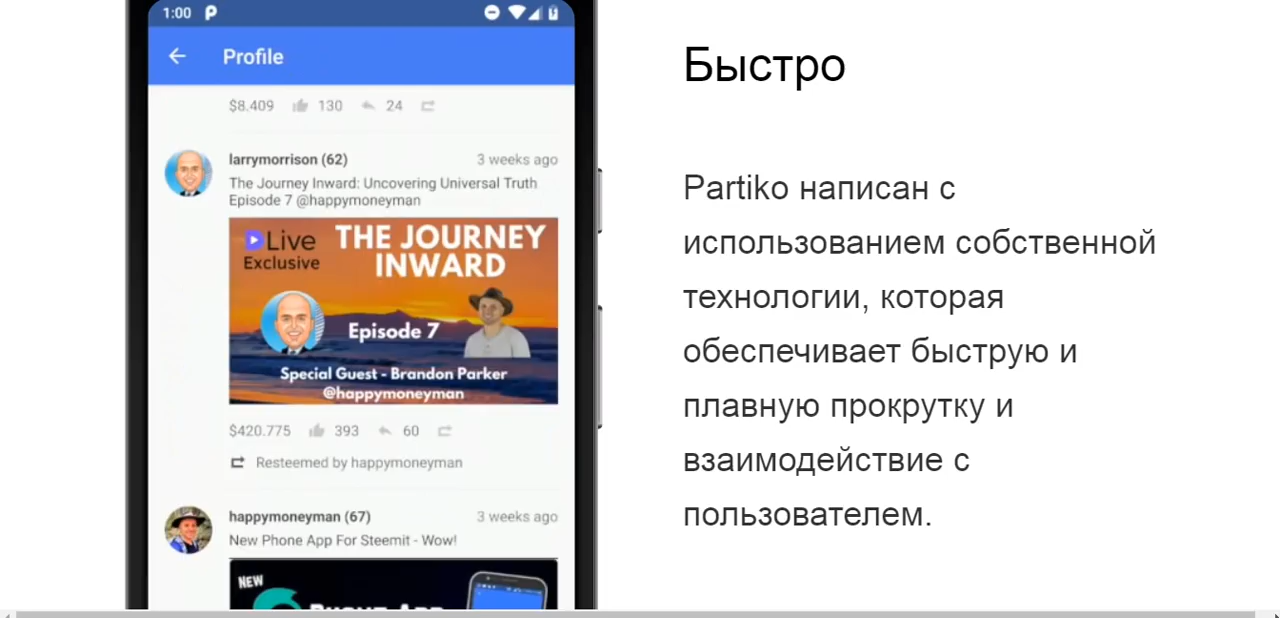 1:00
Profile
$8.409 130 24
larrymorrison (62) 3 weeks ago
The Journey Inward: Uncovering Universal Truth
Episode 7 @happymoneyman
Live
Exclusive
THE JOURNEY
INWARD
Episode 7
Special Guest - Brandon Parker
@happymoneyman
$420.775 393 60
Resteemed by happymoneyman
happymoneyman (67) 3 weeks ago
New Phone App For Steemit - Wow!
NEW
Быстро
Partiko написан с
использованием собственной
технологии, которая
обеспечивает быструю и
плавную прокрутку и
взаимодействие с
пользователем.